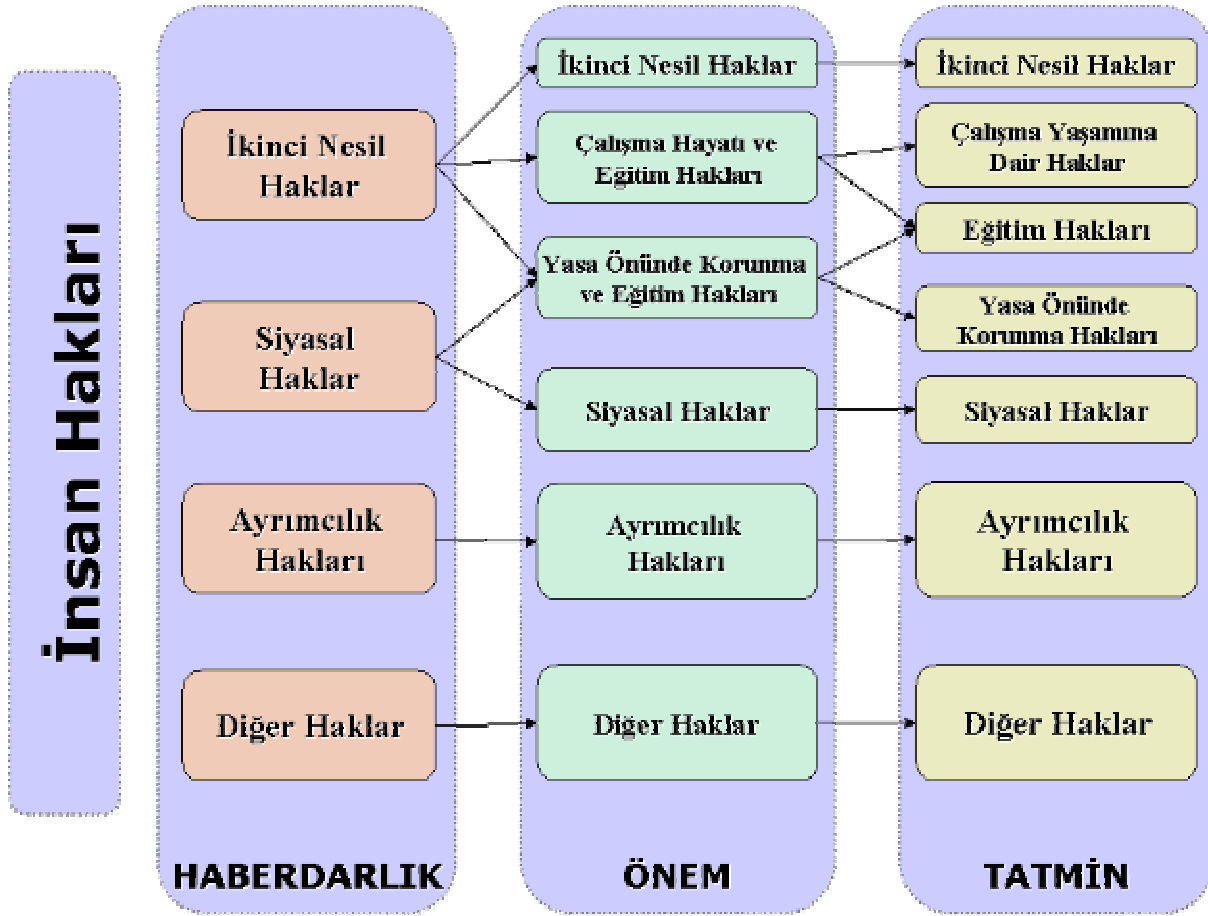 İnsan Hakları
İkinci Nesil
Haklar
Siyasal
Haklar
Ayrımcılık
Hakları
Diğer Haklar
HABERDARLIK
İkinci Nesil Haklar
Çalışma Hayatı ve
Eğitim Hakları
Yasa Önünde Korunma
ve Eğitim Hakları
Siyasal Haklar
Ayrımcılık
Hakları
Diğer Haklar
ÖNEM
İkinci Nesil Haklar
Çalışma Yaşamına
Dair Haklar
Eğitim Hakları
Yasa Önünde
Korunma Hakları
Siyasal Haklar
Ayrımcılık
Hakları
Diğer Haklar
TATMİN